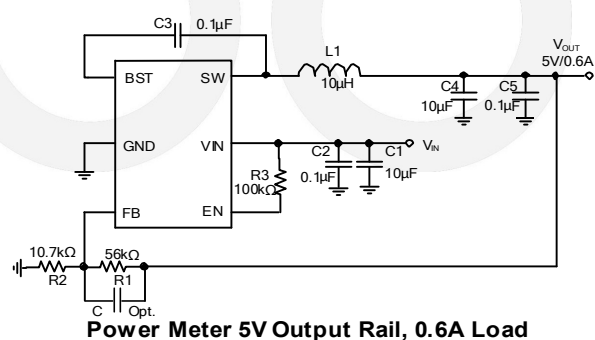 C3
0.1µF
L1
10µH
VOUT
5V/0.6A
BST
SW
C4
10µF
C5
0.1µF
GND
VIN
C2
0.1µF
C1
10µF
VIN
R3
100kΩ
FB
EN
10.7kΩ
R2
56kΩ
R1
C
Opt.
Power Meter 5V Output Rail, 0.6A Load